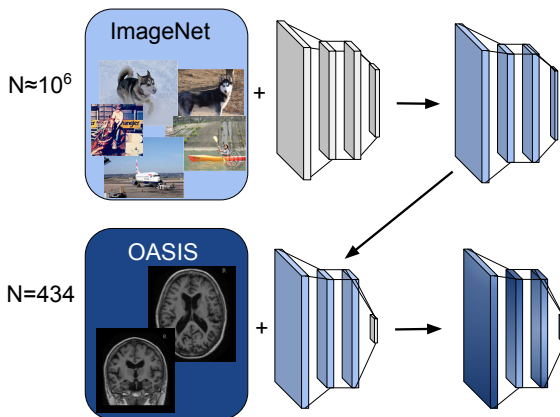 ImageNet
N≈10⁶
+
OASIS
N=434
R
R
+